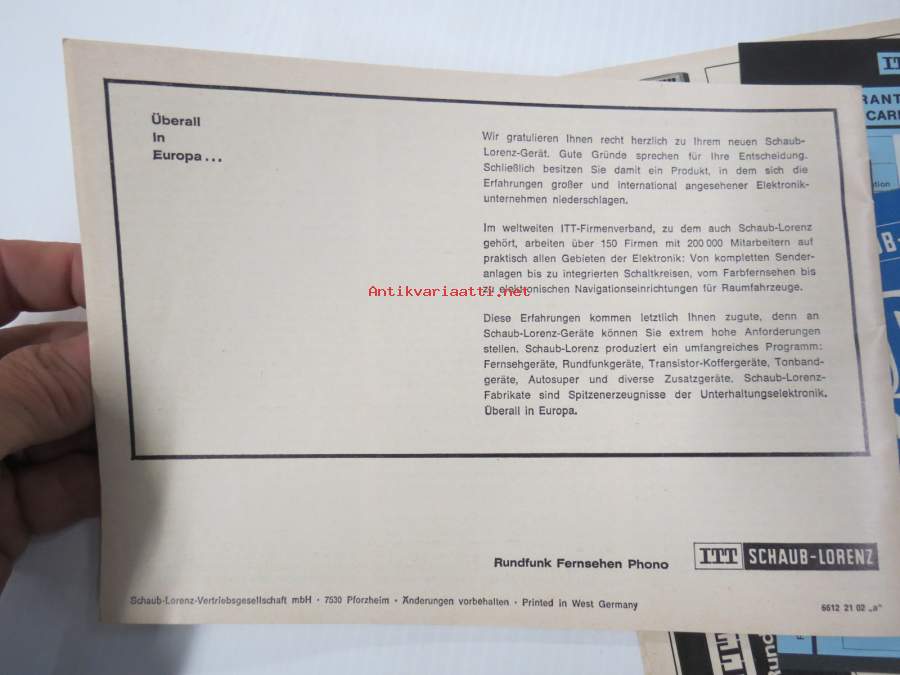 Überall
in
Europa...
Wir gratulieren Ihnen recht herzlich zu Ihrem neuen Schaub-
Lorenz-Gerät. Gute Gründe sprechen für Ihre Entscheidung.
Schließlich besitzen Sie damit ein Produkt, in dem sich die
Erfahrungen großer und international angesehener Elektronik-
unternehmen niederschlagen.
Im weltweiten ITT-Firmenverband, zu dem auch Schaub-Lorenz
gehört, arbeiten über 150 Firmen mit 200 000 Mitarbeitern auf
praktisch allen Gebieten der Elektronik: Von kompletten Sender-
anlagen bis zu integrierten Schaltkreisen, vom Farbfernsehen bis
zu elektronischen Navigationseinrichtungen für Raumfahrzeuge.
Antikvariaatti.net
Diese Erfahrungen kommen letztlich Ihnen zugute, denn an
Schaub-Lorenz-Geräte können Sie extrem hohe Anforderungen
stellen. Schaub-Lorenz produziert ein umfangreiches Programm:
Fernsehgeräte, Rundfunkgeräte, Transistor-Koffergeräte, Tonband-
geräte, Autosuper und diverse Zusatzgeräte. Schaub-Lorenz-
Fabrikate sind Spitzenerzeugnisse der Unterhaltungselektronik.
Überall in Europa.
Rundfunk Fernsehen Phono ITT SCHAUB-LORENZ
Schaub-Lorenz-Vertriebsgesellschaft mbH · 7530 Pforzheim · Änderungen vorbehalten · Printed in West Germany
6612 21 02 „a"